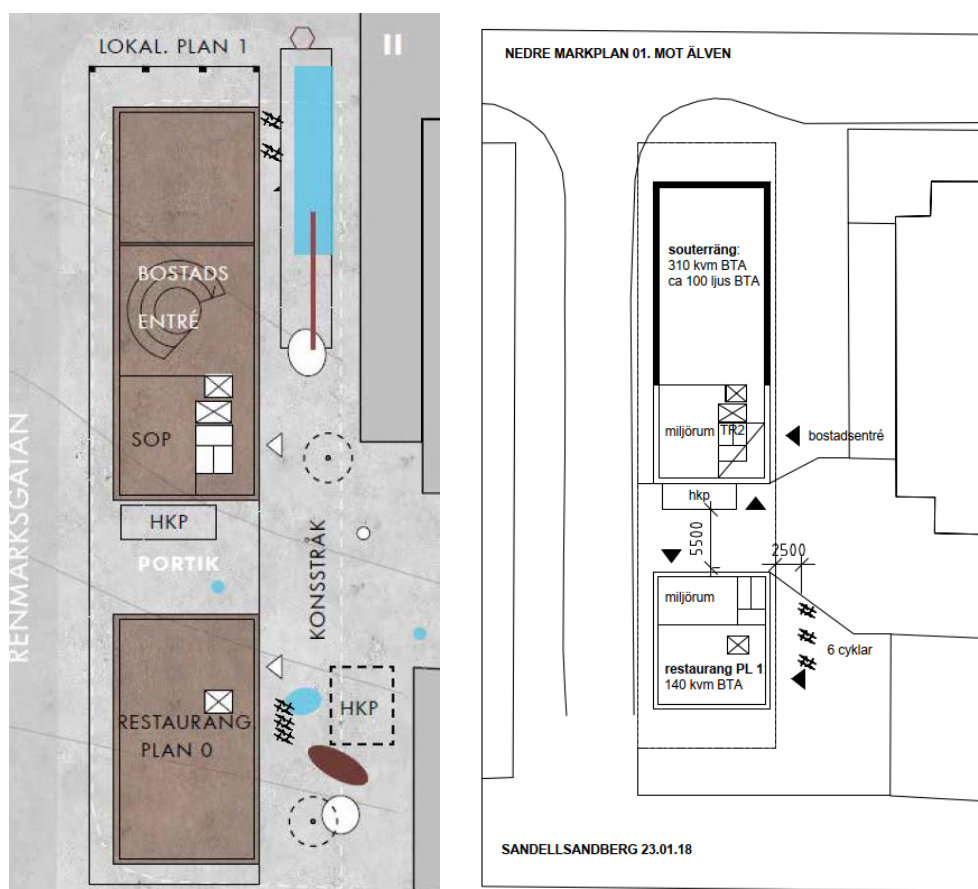 LOKAL. PLAN 1
II
BOSTADS
ENTRÉ
SOP
HKP
PORTIK
RENMARKSGATAN
KONSSTRÅK
HKP
RESTAURANG.
PLAN 0
NEDRE MARKPLAN 01. MOT ÄLVEN
souterräng:
310 kvm BTA
ca 100 ljus BTA
miljörum
TR2
bostadsentré
hkp
5500
2500
miljörum
6 cyklar
restaurang PL 1
140 kvm BTA
SANDELLSANDBERG 23.01.18